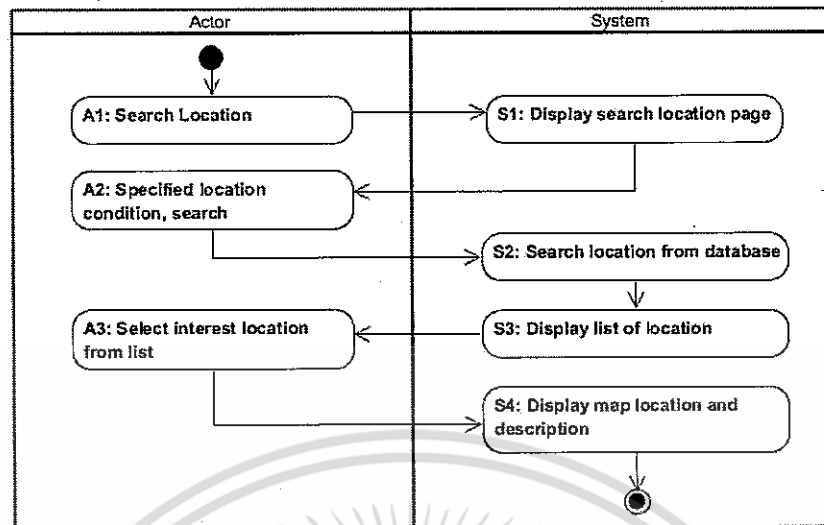 Actor
System
A1: Search Location
S1: Display search location page
A2: Specified location
condition, search
S2: Search location from database
A3: Select interest location
from list
S3: Display list of location
S4: Display map location and
description